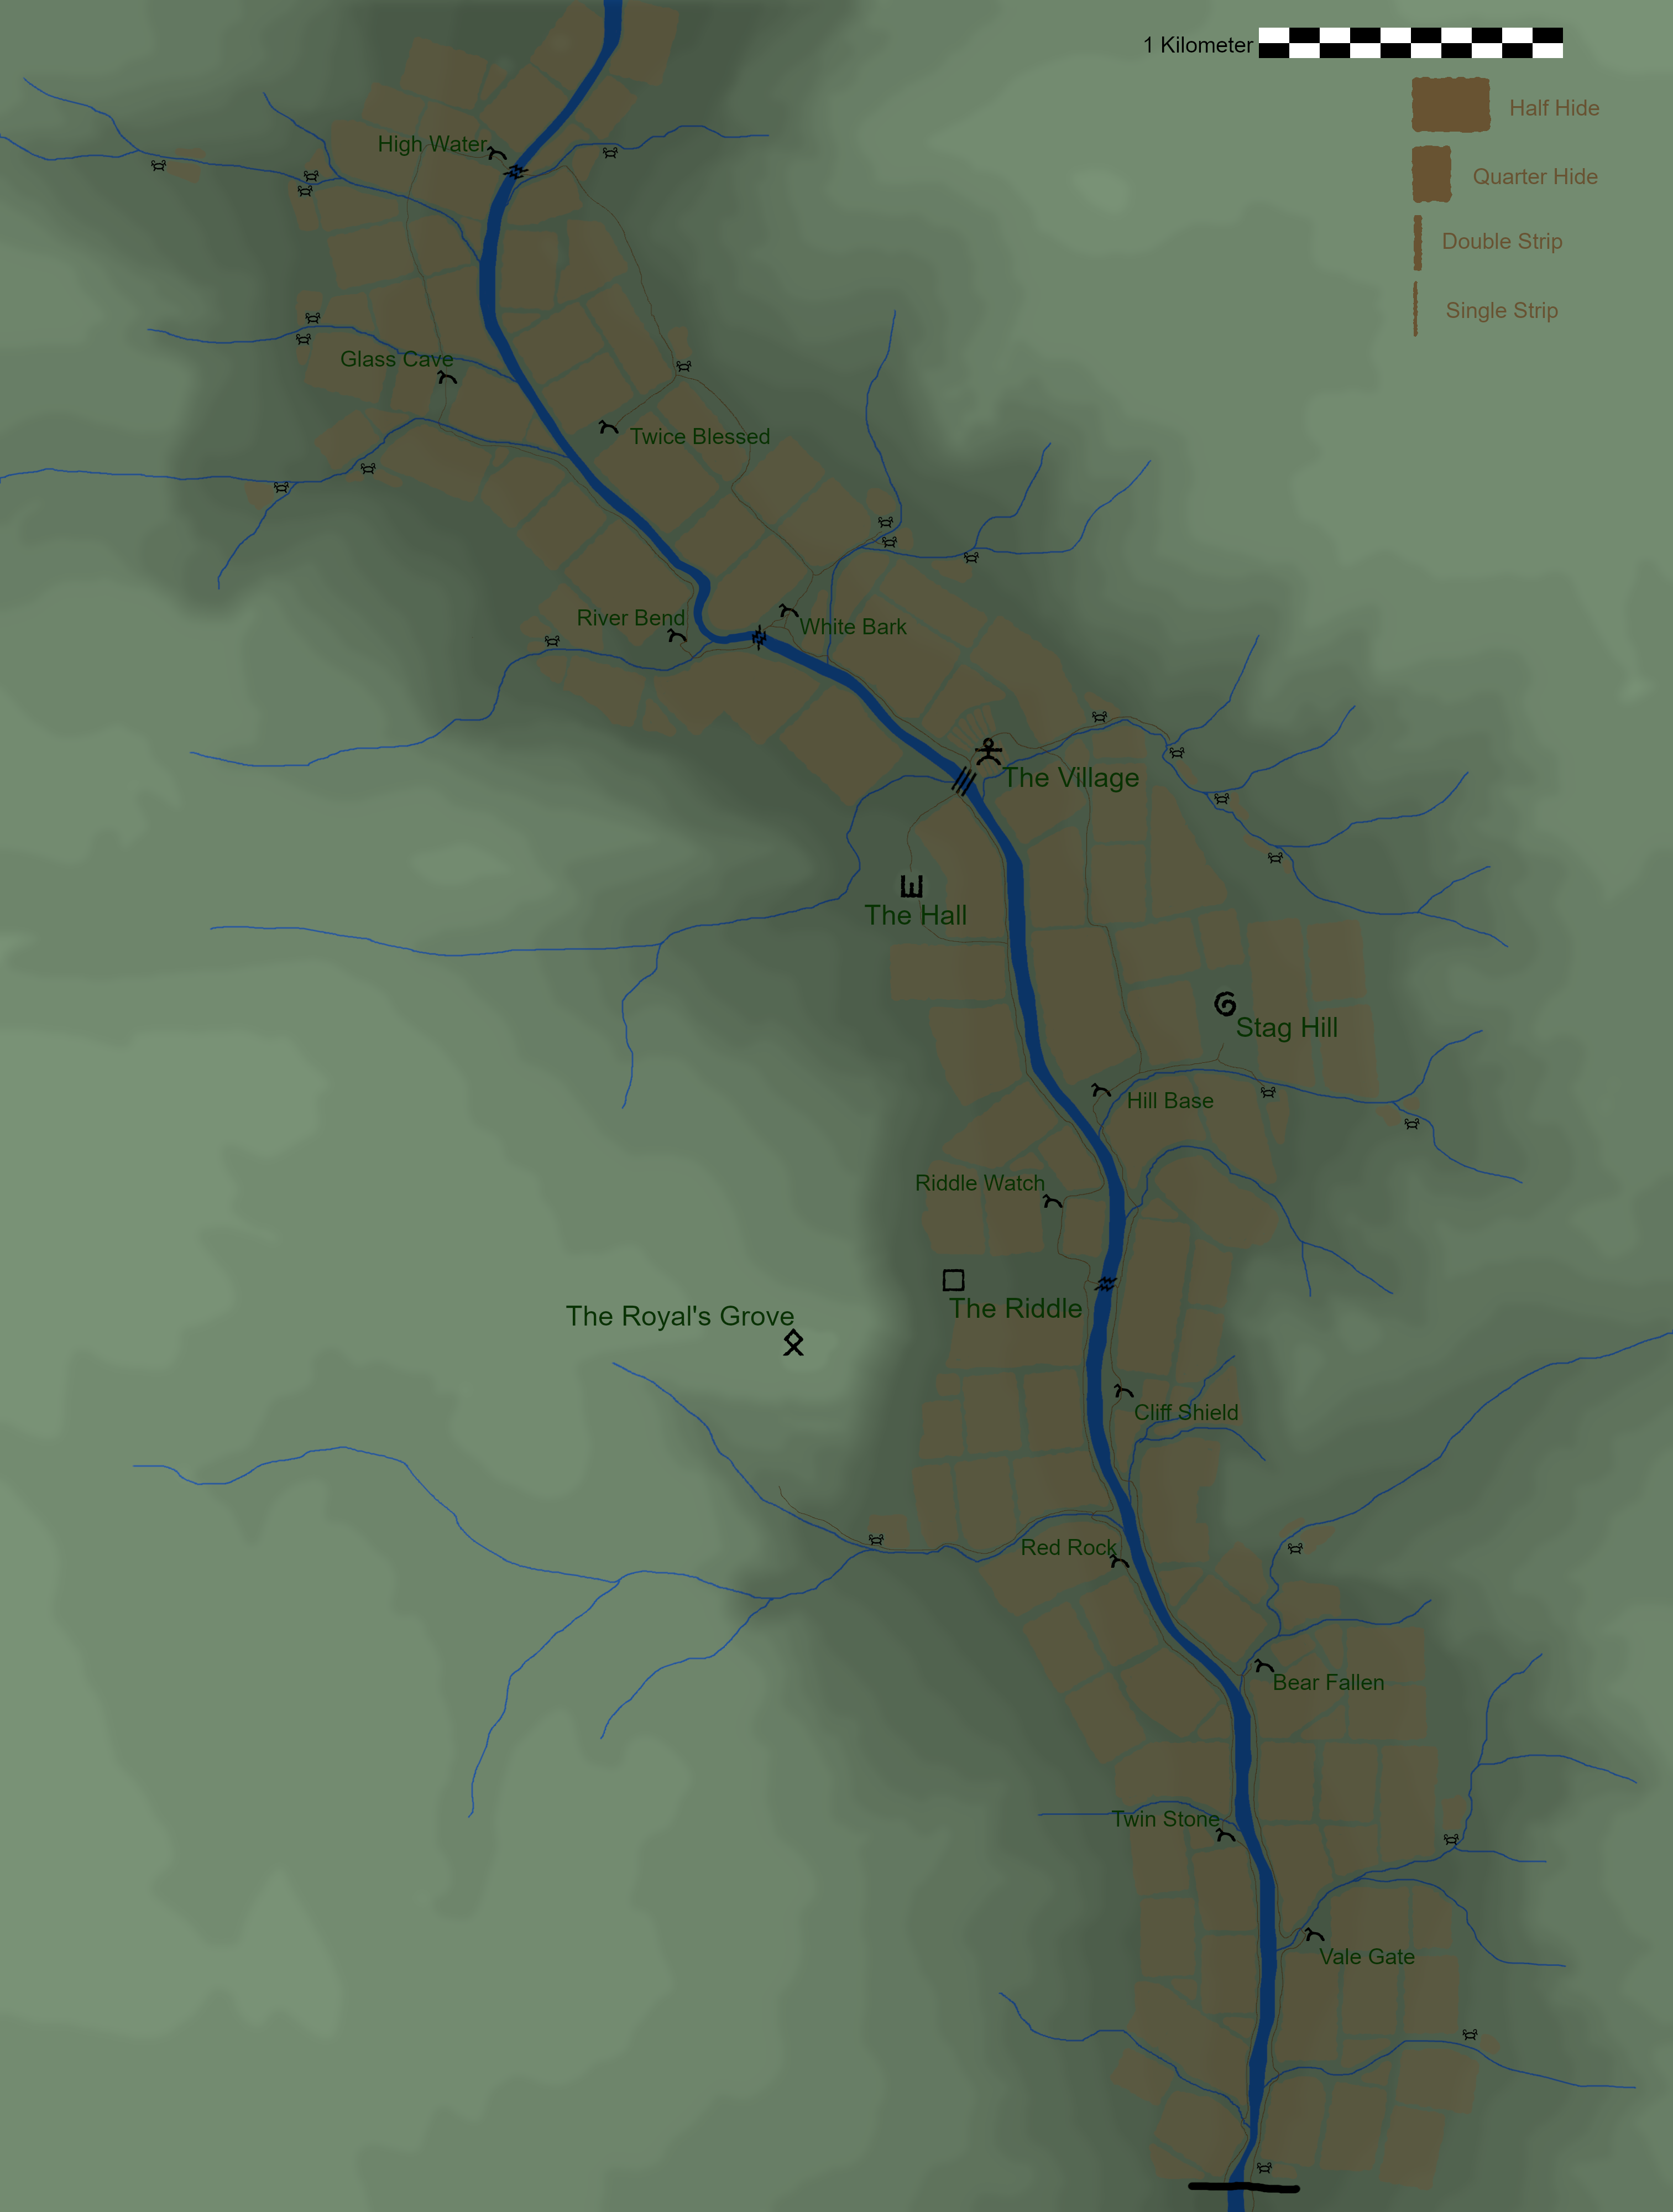 1 Kilometer
Half Hide
High Water
Quarter Hide
Double Strip
Single Strip
Glass Cave
Twice Blessed
River Bend
White Bark
The Village
The Hall
Stag Hill
Hill Base
Riddle Watch
The Riddle
The Royal's Grove
Cliff Shield
Red Rock
Bear Fallen
Twin Stone
Vale Gate